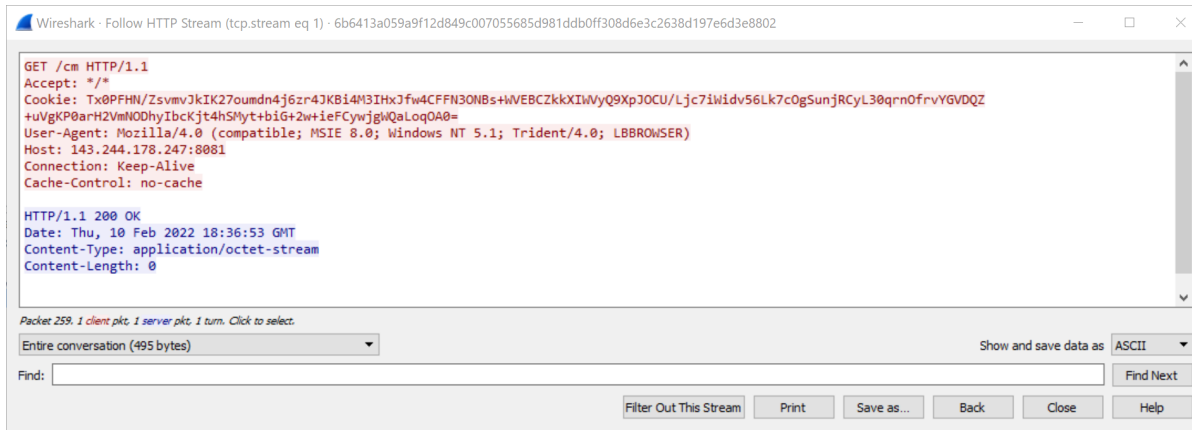 Wireshark · Follow HTTP Stream (tcp.stream eq 1) · 6b6413a059a9f12d849c007055685d981ddb0ff308d6e3c2638d197e6d3e8802
GET /cm HTTP/1.1
Accept: */*
Cookie: Tx0PFHN/ZsvmvJkIK27oumdn4j6zr4JKBi4M3IHxJfw4CFFN3ONBs+WVEBCZkkXIWVyQ9XpJOCU/Ljc7iWidv56Lk7cOgSunjRCyL30qrnOfrvYGVDQZ
+uVgKP0arH2VmNODhyIbcKjt4hSMyt+biG+2w+ieFCywjgWQaLoqOA0=
User-Agent: Mozilla/4.0 (compatible; MSIE 8.0; Windows NT 5.1; Trident/4.0; LBBROWSER)
Host: 143.244.178.247:8081
Connection: Keep-Alive
Cache-Control: no-cache
HTTP/1.1 200 OK
Date: Thu, 10 Feb 2022 18:36:53 GMT
Content-Type: application/octet-stream
Content-Length: 0
Packet 259. 1 client pkt, 1 server pkt, 1 turn. Click to select.
Entire conversation (495 bytes) Show and save data as ASCII
Find: Find Next
Filter Out This Stream Print Save as... Back Close Help